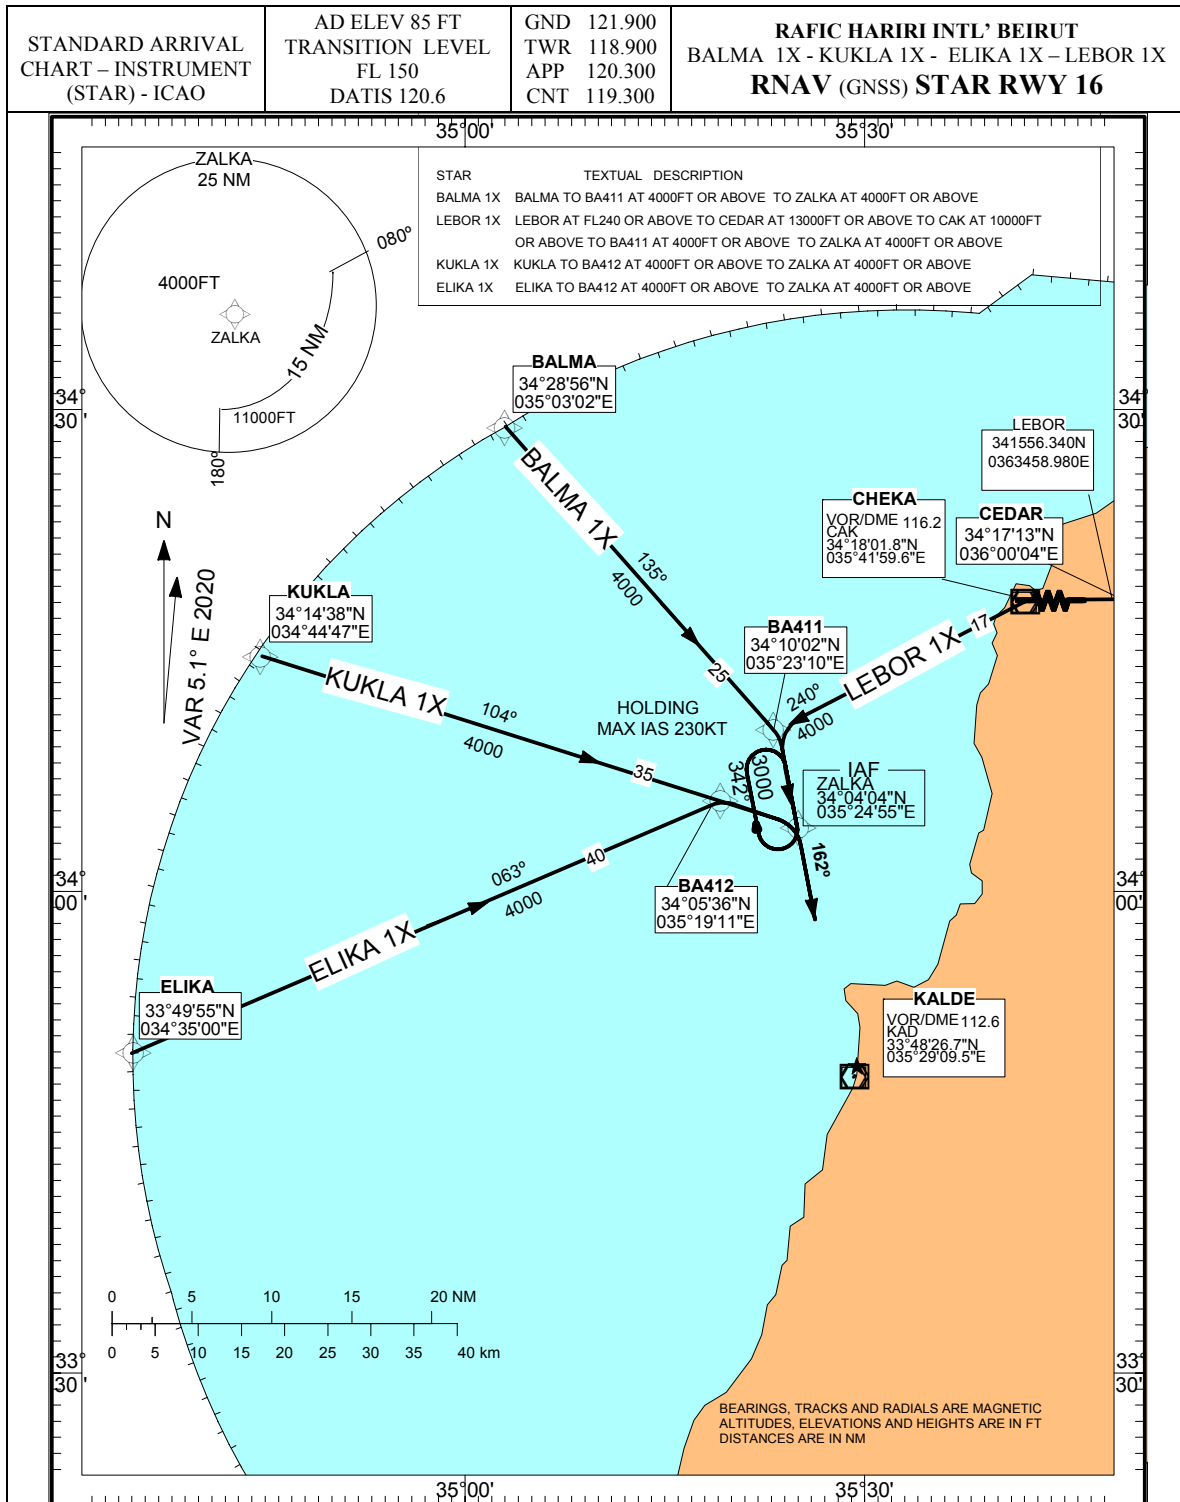 STANDARD ARRIVAL
CHART – INSTRUMENT
(STAR) - ICAO
AD ELEV 85 FT
TRANSITION LEVEL
FL 150
DATIS 120.6
GND 121.900
TWR 118.900
APP 120.300
CNT 119.300
RAFIC HARIRI INTL' BEIRUT
BALMA 1X - KUKLA 1X - ELIKA 1X – LEBOR 1X
RNAV (GNSS) STAR RWY 16
35°00'
35°30'
ZALKA
25 NM
080°
4000FT
ZALKA
15 NM
11000FT
180°
STAR TEXTUAL DESCRIPTION
BALMA 1X BALMA TO BA411 AT 4000FT OR ABOVE TO ZALKA AT 4000FT OR ABOVE
LEBOR 1X LEBOR AT FL240 OR ABOVE TO CEDAR AT 13000FT OR ABOVE TO CAK AT 10000FT
OR ABOVE TO BA411 AT 4000FT OR ABOVE TO ZALKA AT 4000FT OR ABOVE
KUKLA 1X KUKLA TO BA412 AT 4000FT OR ABOVE TO ZALKA AT 4000FT OR ABOVE
ELIKA 1X ELIKA TO BA412 AT 4000FT OR ABOVE TO ZALKA AT 4000FT OR ABOVE
BALMA
34°28'56"N
035°03'02"E
34°
30'
34°
30'
LEBOR
341556.340N
0363458.980E
CHEKA
VOR/DME 116.2
CAK
34°18'01.8"N
035°41'59.6"E
CEDAR
34°17'13"N
036°00'04"E
BALMA 1X
135°
4000
25
N
VAR 5.1° E 2020
KUKLA
34°14'38"N
034°44'47"E
BA411
34°10'02"N
035°23'10"E
17
LEBOR 1X
240°
4000
KUKLA 1X
104°
4000
35
HOLDING
MAX IAS 230KT
342°
3000
IAF
ZALKA
34°04'04"N
035°24'55"E
162°
063°
4000
40
ELIKA 1X
BA412
34°05'36"N
035°19'11"E
34°
00'
34°
00'
ELIKA
33°49'55"N
034°35'00"E
KALDE
VOR/DME 112.6
KAD
33°48'26.7"N
035°29'09.5"E
0 5 10 15 20 NM
0 5 10 15 20 25 30 35 40 km
33°
30'
33°
30'
BEARINGS, TRACKS AND RADIALS ARE MAGNETIC
ALTITUDES, ELEVATIONS AND HEIGHTS ARE IN FT
DISTANCES ARE IN NM
35°00'
35°30'